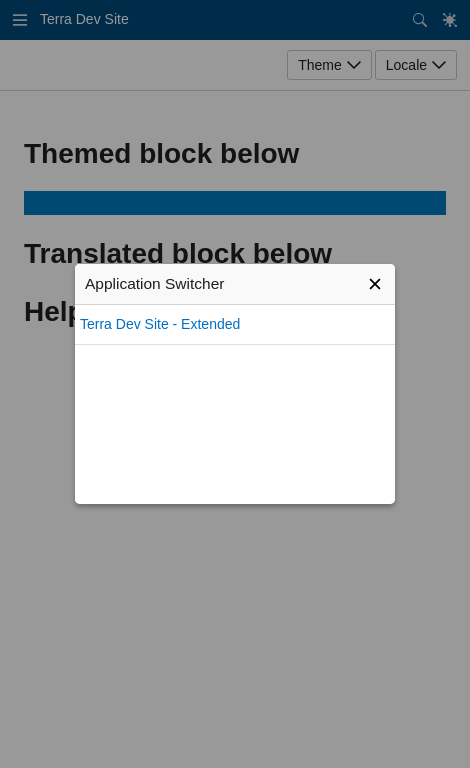 Terra Dev Site
Theme
Locale
Themed block below
Translated block below
Help
Application Switcher
Terra Dev Site - Extended